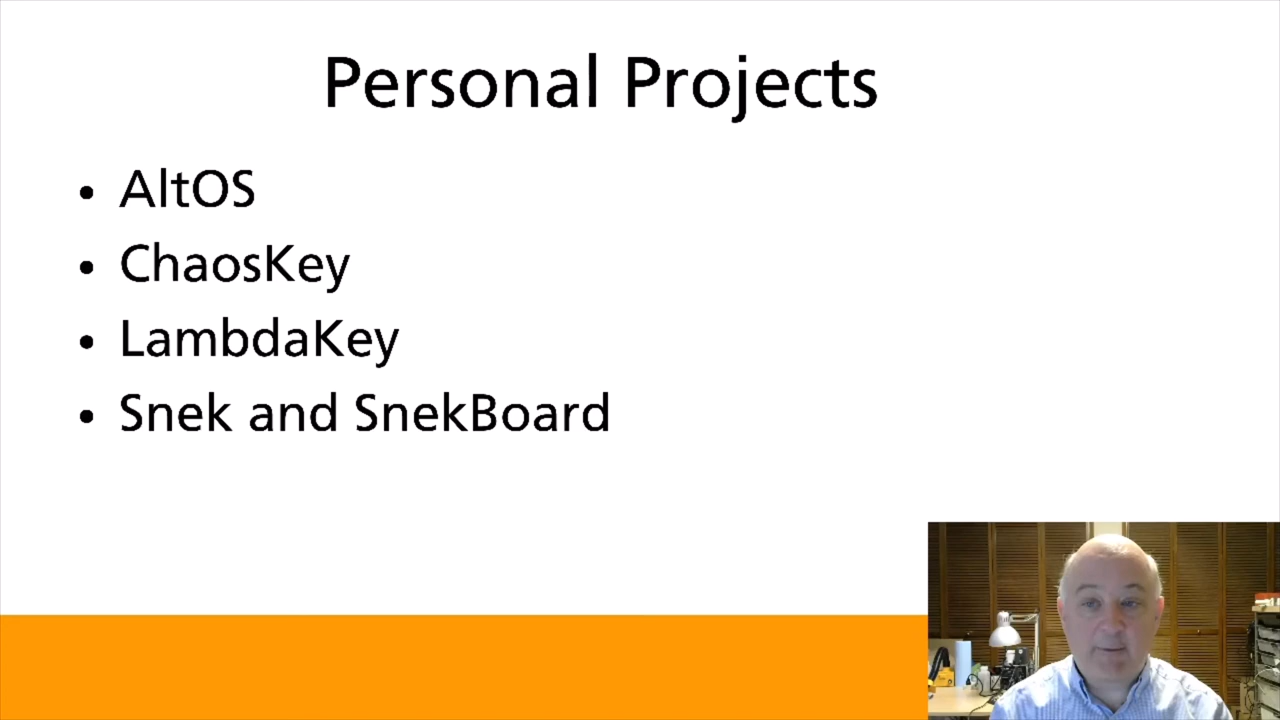 Personal Projects
• AltOS
• ChaosKey
• LambdaKey
• Snek and SnekBoard